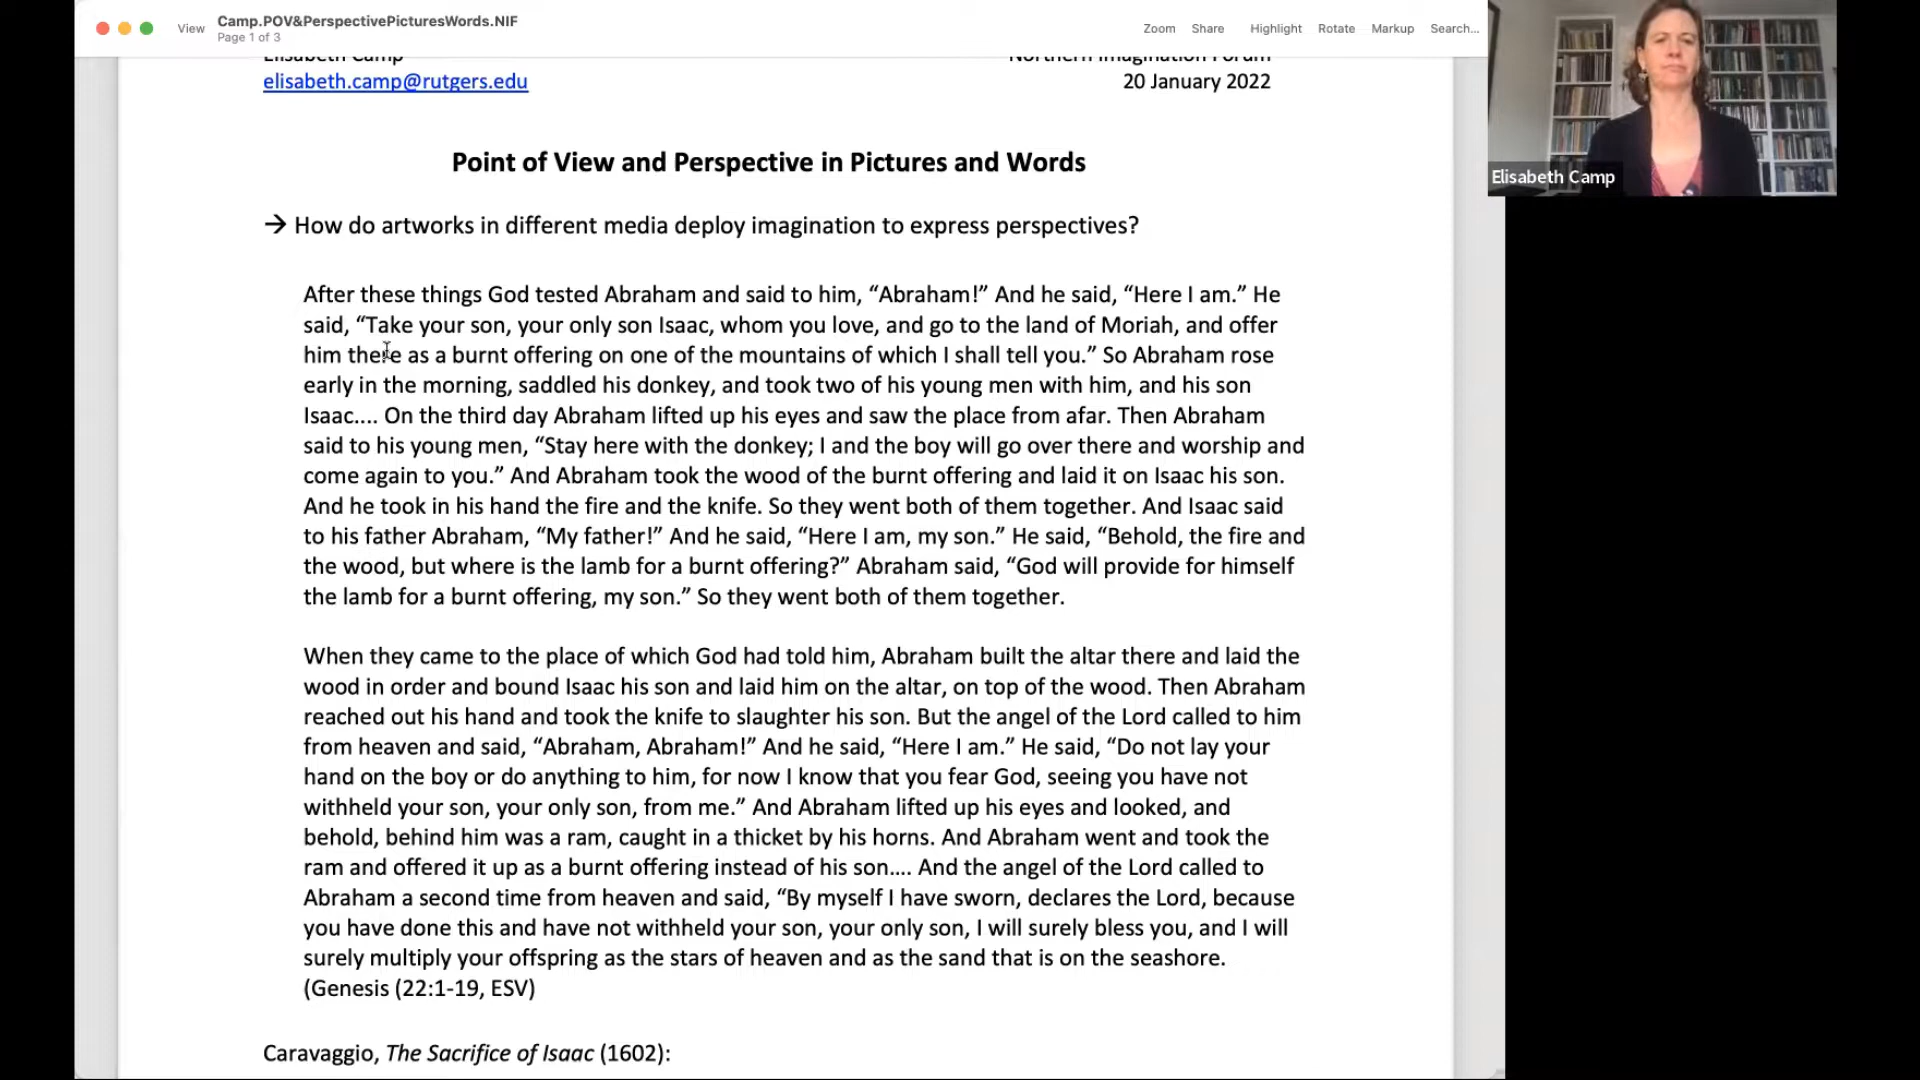 View
Camp.POV&PerspectivePicturesWords.NIF
Page 1 of 3
Zoom Share Highlight Rotate Markup Search...
Elisabeth Camp
Northern Imagination Forum
elisabeth.camp@rutgers.edu
20 January 2022
Point of View and Perspective in Pictures and Words
→ How do artworks in different media deploy imagination to express perspectives?
After these things God tested Abraham and said to him, “Abraham!” And he said, “Here I am.” He
said, “Take your son, your only son Isaac, whom you love, and go to the land of Moriah, and offer
him there as a burnt offering on one of the mountains of which I shall tell you.” So Abraham rose
early in the morning, saddled his donkey, and took two of his young men with him, and his son
Isaac.... On the third day Abraham lifted up his eyes and saw the place from afar. Then Abraham
said to his young men, “Stay here with the donkey; I and the boy will go over there and worship and
come again to you.” And Abraham took the wood of the burnt offering and laid it on Isaac his son.
And he took in his hand the fire and the knife. So they went both of them together. And Isaac said
to his father Abraham, “My father!” And he said, “Here I am, my son.” He said, “Behold, the fire and
the wood, but where is the lamb for a burnt offering?” Abraham said, “God will provide for himself
the lamb for a burnt offering, my son.” So they went both of them together.
When they came to the place of which God had told him, Abraham built the altar there and laid the
wood in order and bound Isaac his son and laid him on the altar, on top of the wood. Then Abraham
reached out his hand and took the knife to slaughter his son. But the angel of the Lord called to him
from heaven and said, “Abraham, Abraham!” And he said, “Here I am.” He said, “Do not lay your
hand on the boy or do anything to him, for now I know that you fear God, seeing you have not
withheld your son, your only son, from me.” And Abraham lifted up his eyes and looked, and
behold, behind him was a ram, caught in a thicket by his horns. And Abraham went and took the
ram and offered it up as a burnt offering instead of his son.... And the angel of the Lord called to
Abraham a second time from heaven and said, “By myself I have sworn, declares the Lord, because
you have done this and have not withheld your son, your only son, I will surely bless you, and I will
surely multiply your offspring as the stars of heaven and as the sand that is on the seashore.
(Genesis (22:1-19, ESV)
Caravaggio, The Sacrifice of Isaac (1602):
Elisabeth Camp